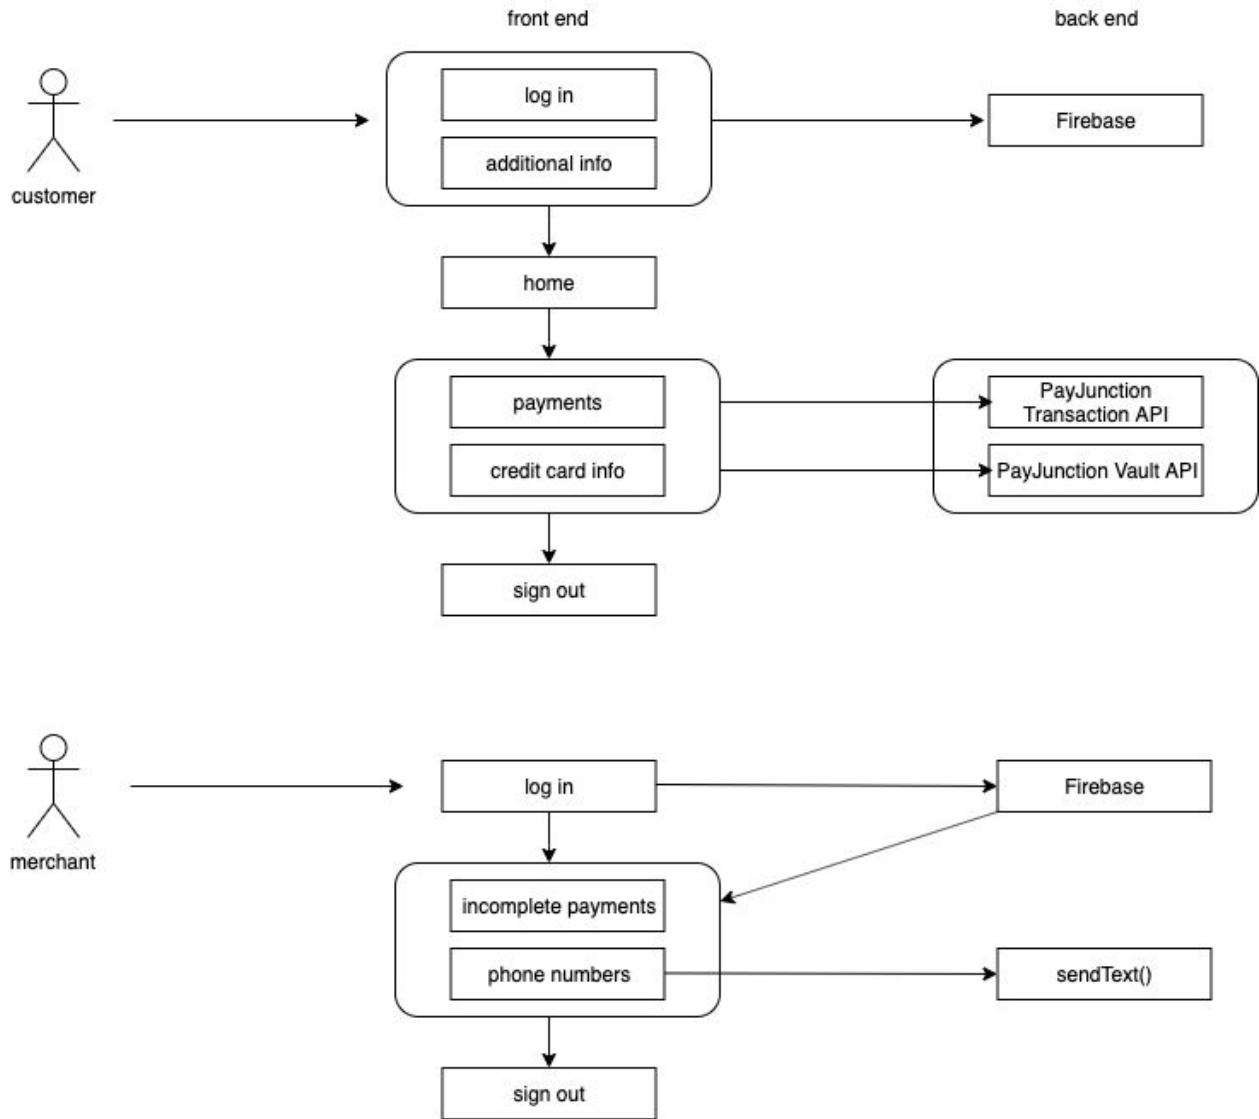 front end
back end
log in
Firebase
additional info
customer
home
payments
PayJunction
Transaction API
credit card info
PayJunction Vault API
sign out
log in
Firebase
merchant
incomplete payments
phone numbers
sendText()
sign out